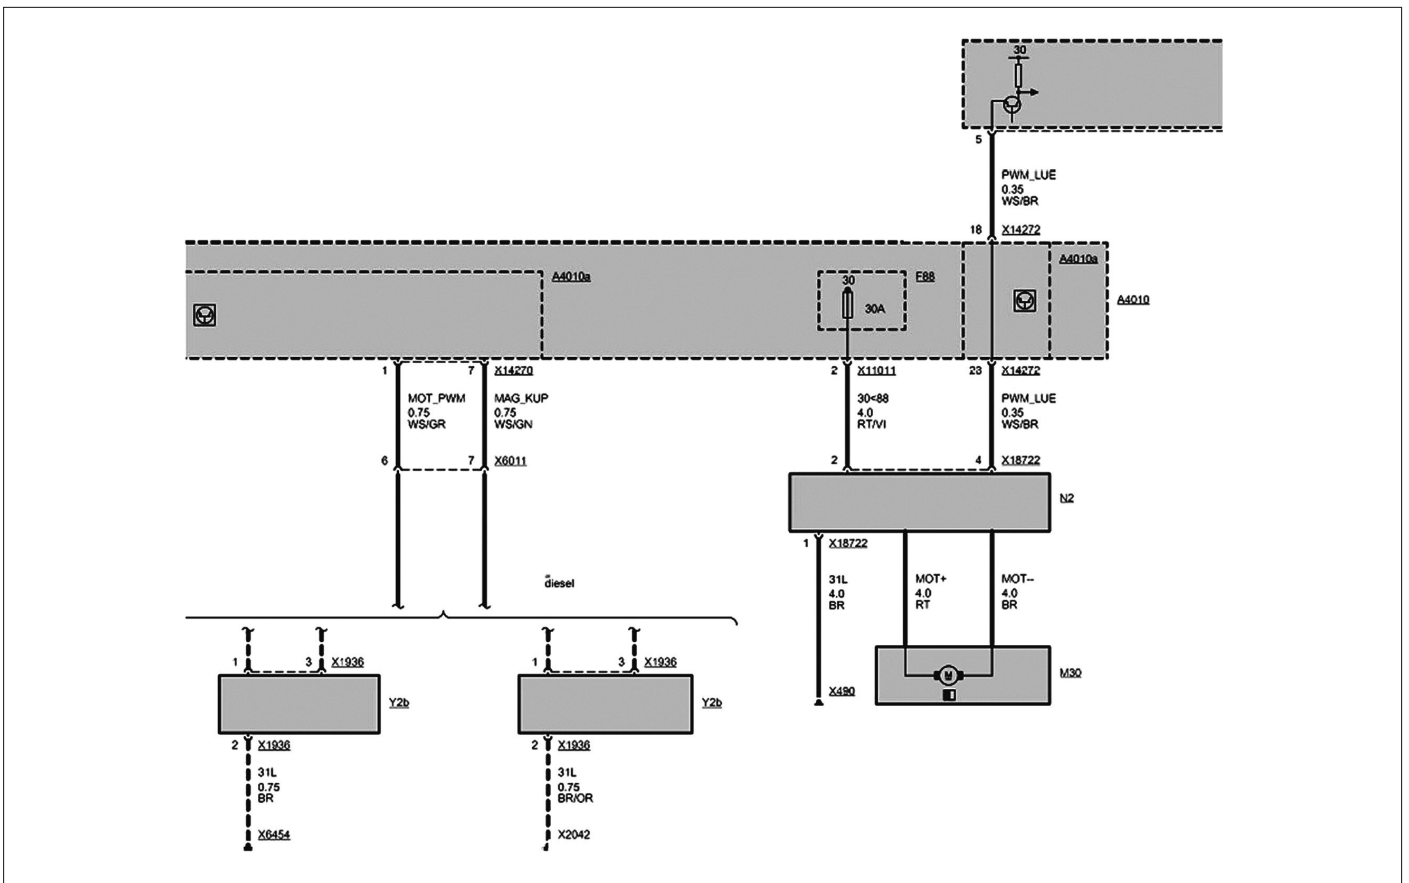 30
5
PWM_LUE
0.35
WS/BR
18 X14272
A4010a
A4010a
F88
30
30A
A4010
1 7 X14270
2 X11011
23 X14272
MOT_PWM
0.75
WS/GR
MAG_KUP
0.75
WS/GN
30<88
4.0
RT/VI
PWM_LUE
0.35
WS/BR
6 7 X6011
2 4 X18722
N2
1 X18722
diesel
31L
4.0
BR
MOT+
4.0
RT
MOT--
4.0
BR
1 3 X1936
1 3 X1936
M
M30
X490
Y2b
Y2b
2 X1936
2 X1936
31L
0.75
BR
31L
0.75
BR/OR
X6454
X2042